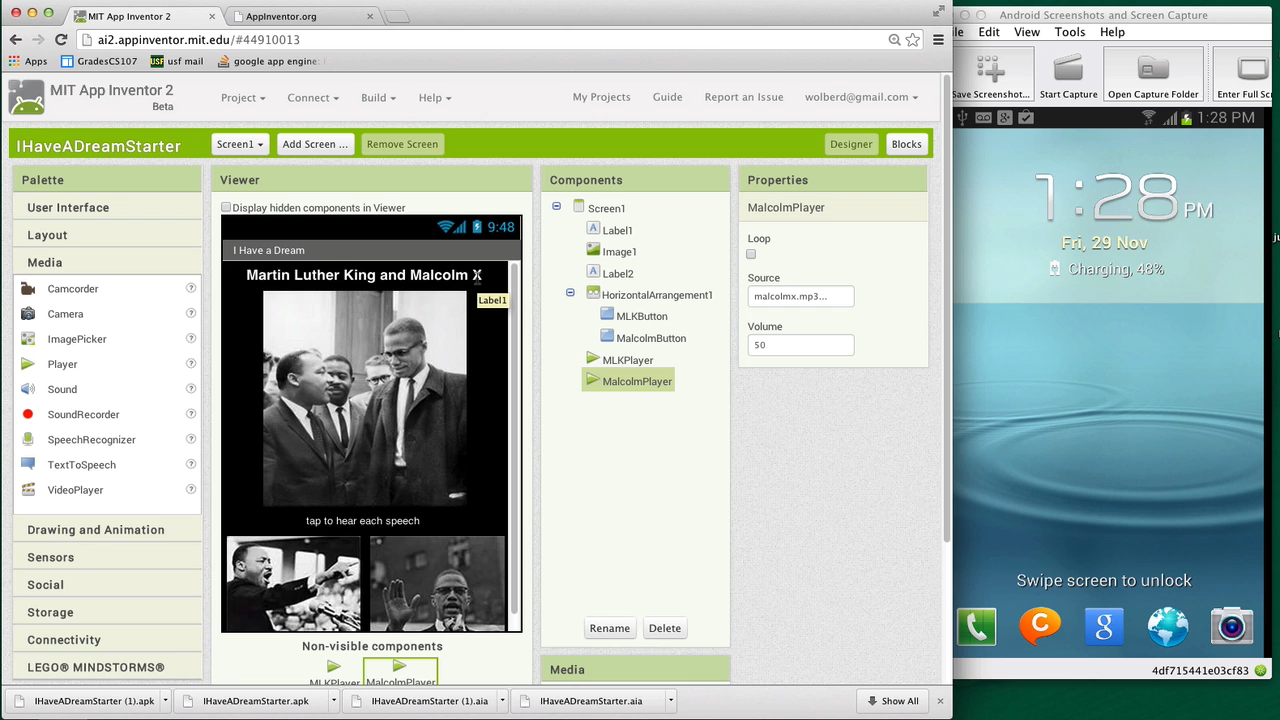 MIT App Inventor 2
AppInventor.org
ai2.appinventor.mit.edu/#44910013
Apps
GradesCS107
USF
usf mail
google app engine:
MIT App Inventor 2
Beta
Project
Connect
Build
Help
My Projects
Guide
Report an Issue
wolberd@gmail.com
IHaveADreamStarter
Screen1
Add Screen ...
Remove Screen
Designer
Blocks
Palette
User Interface
Layout
Media
Camcorder
Camera
ImagePicker
Player
Sound
SoundRecorder
SpeechRecognizer
TextToSpeech
VideoPlayer
Drawing and Animation
Sensors
Social
Storage
Connectivity
LEGO® MINDSTORMS®
Viewer
Display hidden components in Viewer
9:48
I Have a Dream
Martin Luther King and Malcolm X
Label1
tap to hear each speech
Non-visible components
MLKPlayer
MalcolmPlayer
Components
Screen1
Label1
Image1
Label2
HorizontalArrangement1
MLKButton
MalcolmButton
MLKPlayer
MalcolmPlayer
Rename
Delete
Media
Properties
MalcolmPlayer
Loop
Source
malcolmx.mp3...
Volume
50
IHaveADreamStarter (1).apk
IHaveADreamStarter.apk
IHaveADreamStarter (1).aia
IHaveADreamStarter.aia
Show All
Android Screenshots and Screen Capture
ile Edit View Tools Help
Save Screenshot...
Start Capture
Open Capture Folder
Enter Full Scr
1:28 PM
1:28 PM
Fri, 29 Nov
Charging, 48%
Swipe screen to unlock
4df715441e03cf83